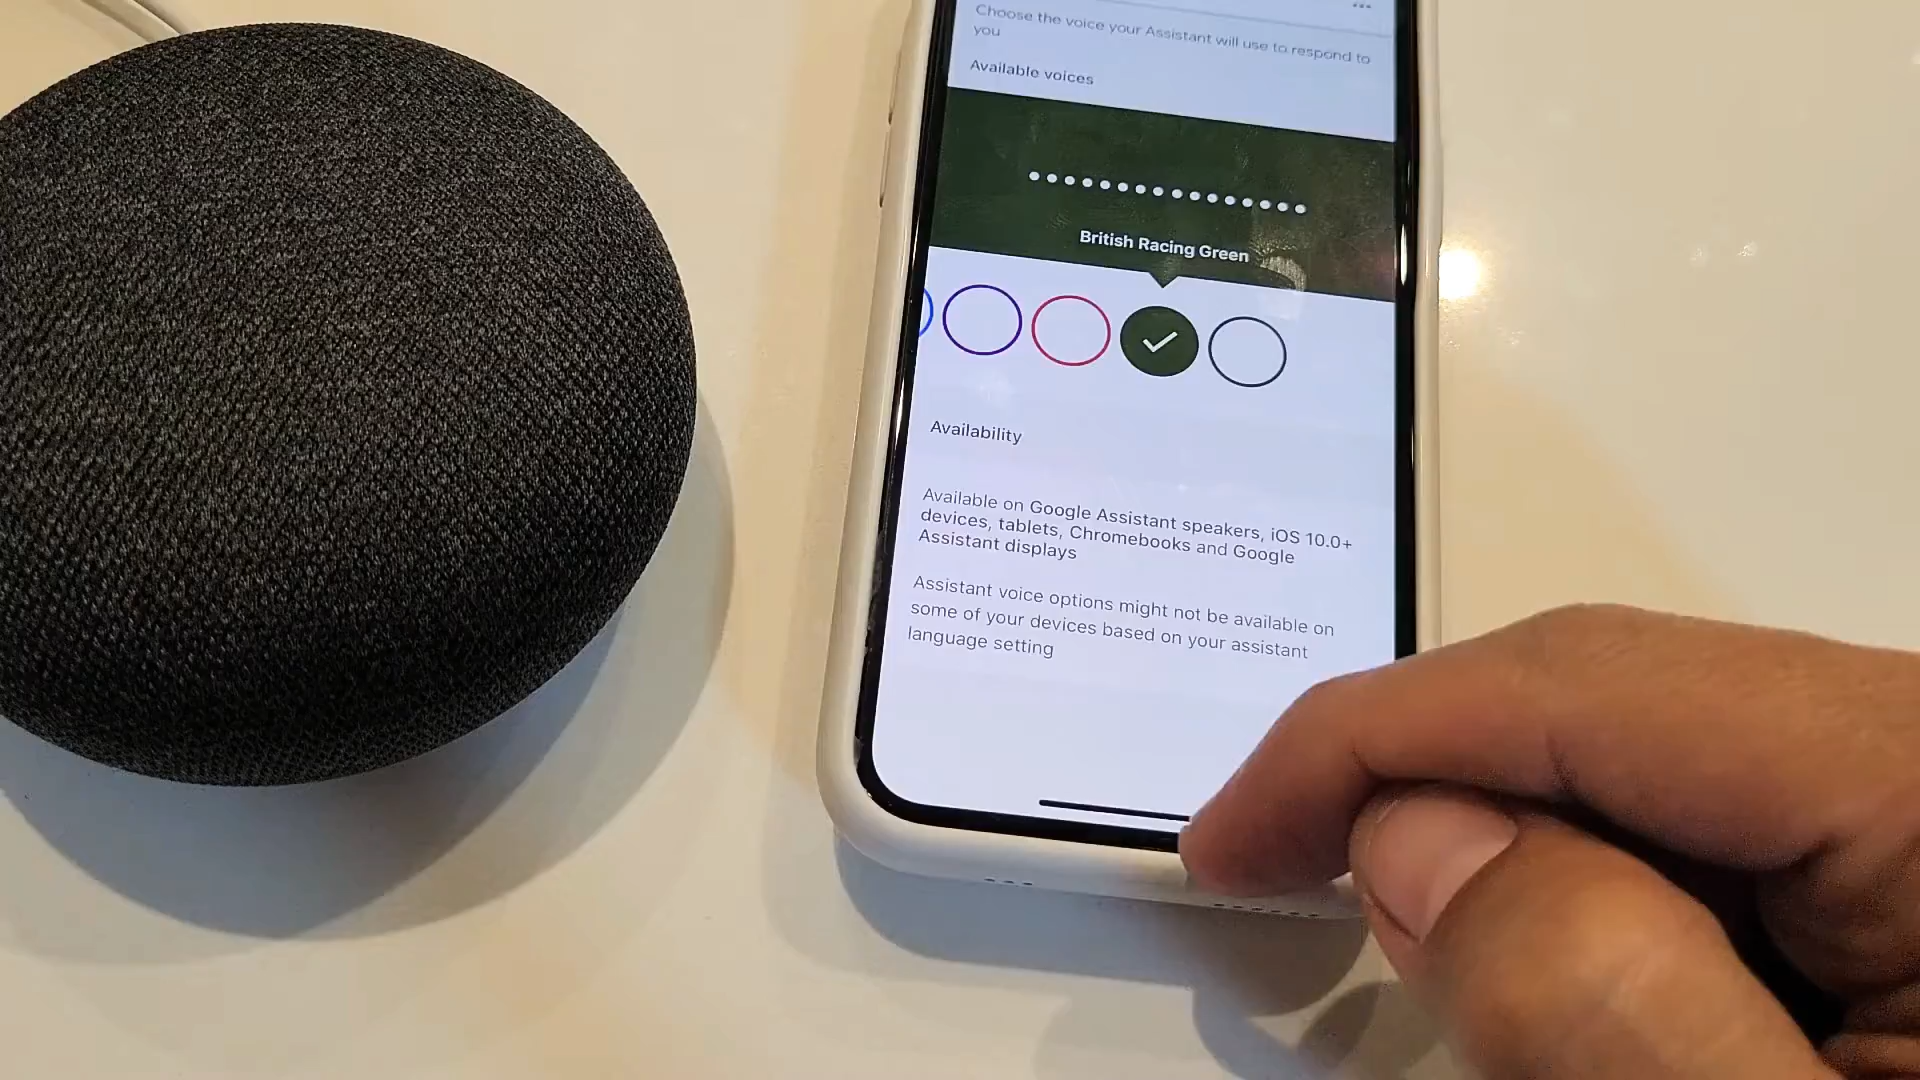 Choose the voice your Assistant will use to respond to
you
Available voices
British Racing Green
Availability
Available on Google Assistant speakers, iOS 10.0+
devices, tablets, Chromebooks and Google
Assistant displays
Assistant voice options might not be available on
some of your devices based on your assistant
language setting